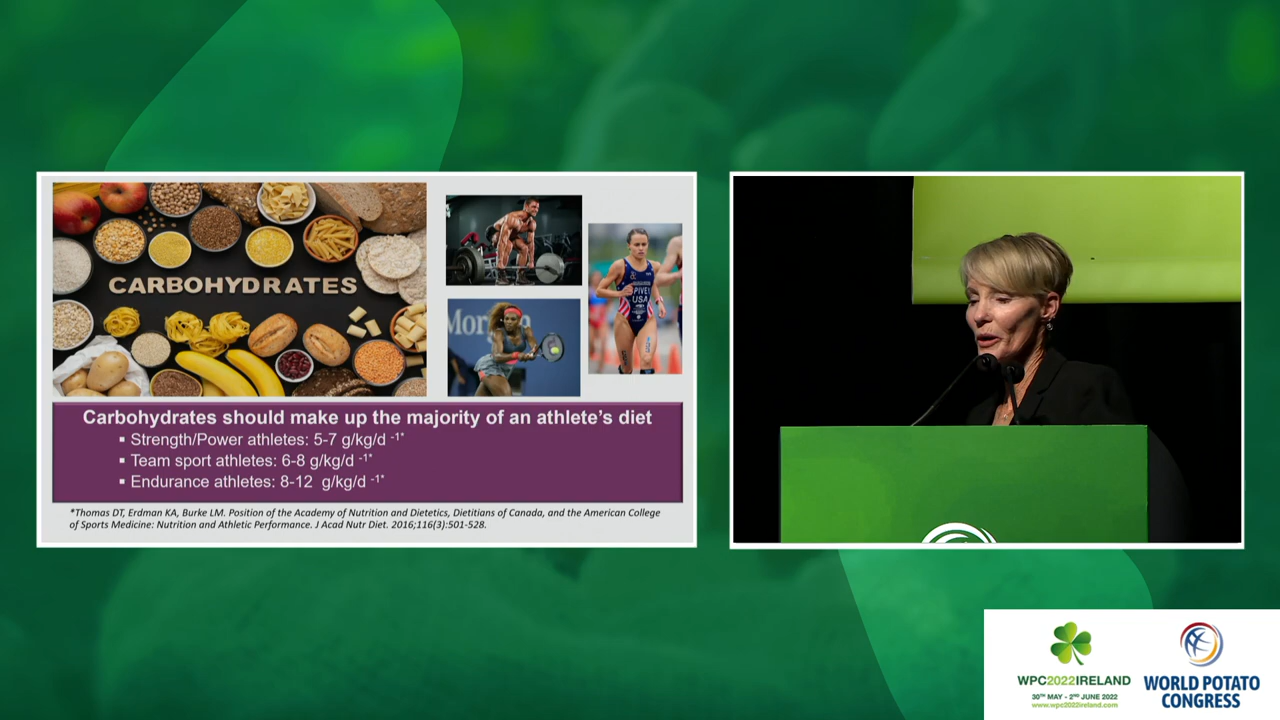 CARBOHYDRATES
Mor
PIVE
USA
Carbohydrates should make up the majority of an athlete’s diet
▪ Strength/Power athletes: 5-7 g/kg/d -1*
▪ Team sport athletes: 6-8 g/kg/d -1*
▪ Endurance athletes: 8-12 g/kg/d -1*
*Thomas DT, Erdman KA, Burke LM. Position of the Academy of Nutrition and Dietetics, Dietitians of Canada, and the American College
of Sports Medicine: Nutrition and Athletic Performance. J Acad Nutr Diet. 2016;116(3):501-528.
WPC2022IRELAND
30TH MAY - 2ND JUNE 2022
www.wpc2022ireland.com
WORLD POTATO
CONGRESS